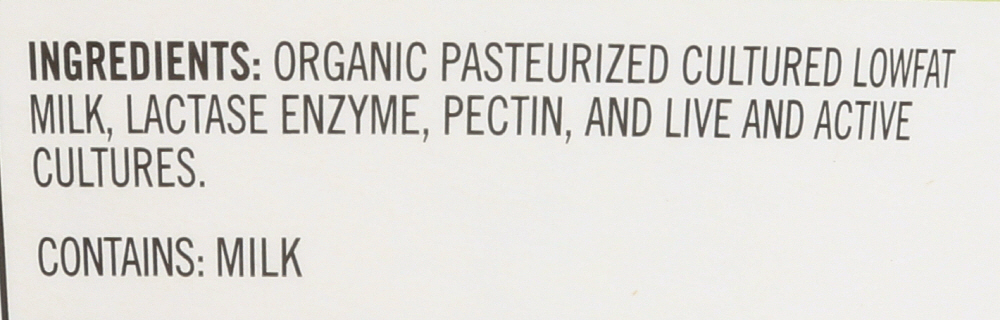 INGREDIENTS: ORGANIC PASTEURIZED CULTURED LOWFAT
MILK, LACTASE ENZYME, PECTIN, AND LIVE AND ACTIVE
CULTURES.
CONTAINS: MILK